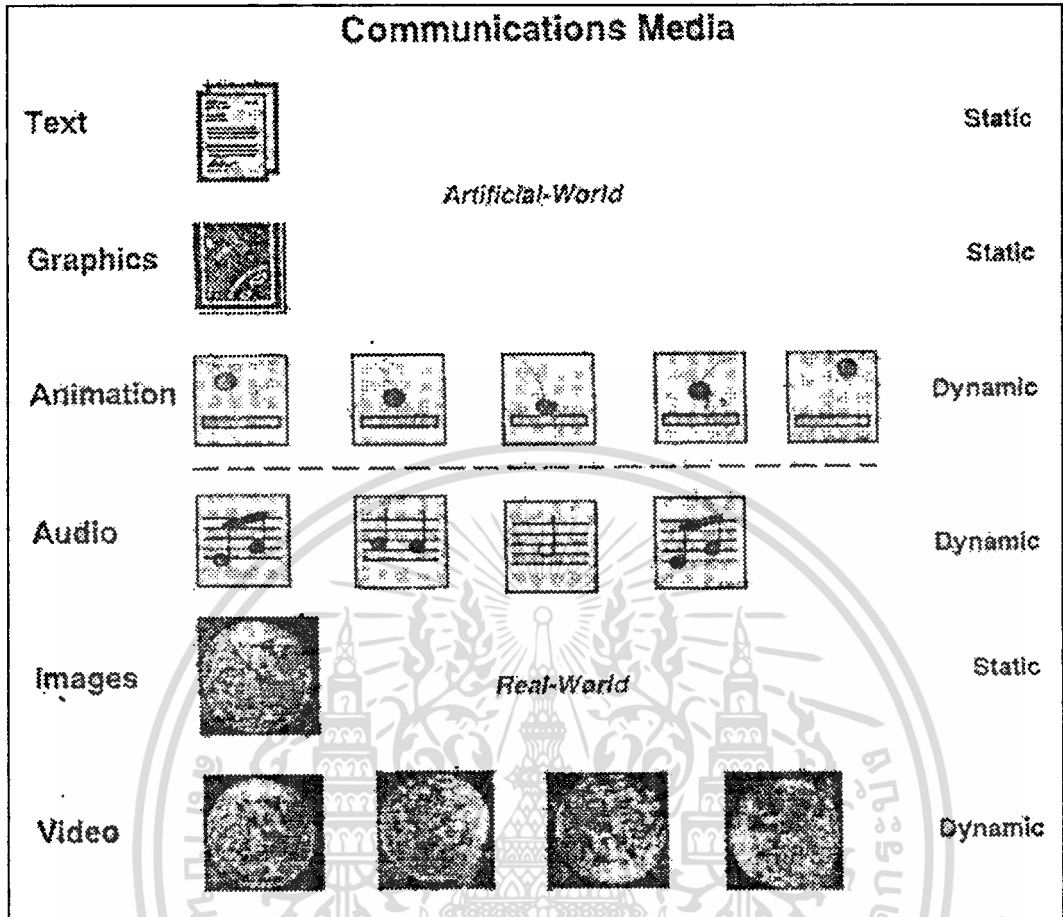 Communications Media
Text
Static
Artificial-World
Graphics
Static
Animation
Dynamic
Audio
Dynamic
Images
Real-World
Static
Video
Dynamic